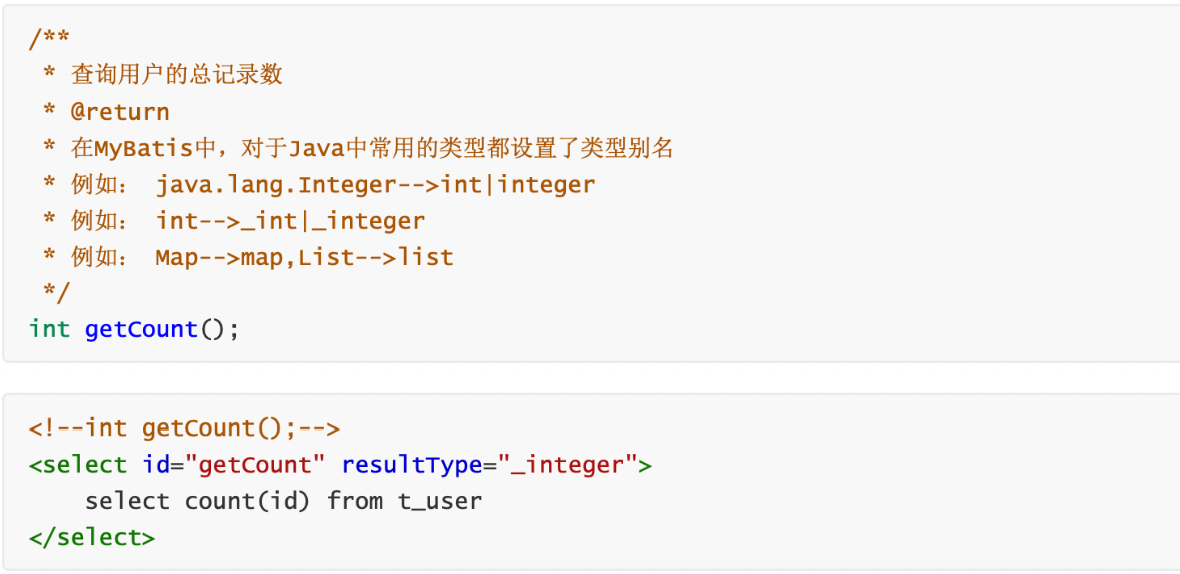 /**
 * 查询用户的总记录数
 * @return
 * 在MyBatis中，对于Java中常用的类型都设置了类型别名
 * 例如： java.lang.Integer-->int|integer
 * 例如： int-->_int|_integer
 * 例如： Map-->map,List-->list
 */
int getCount();
<!--int getCount();-->
<select id="getCount" resultType="_integer">
    select count(id) from t_user
</select>